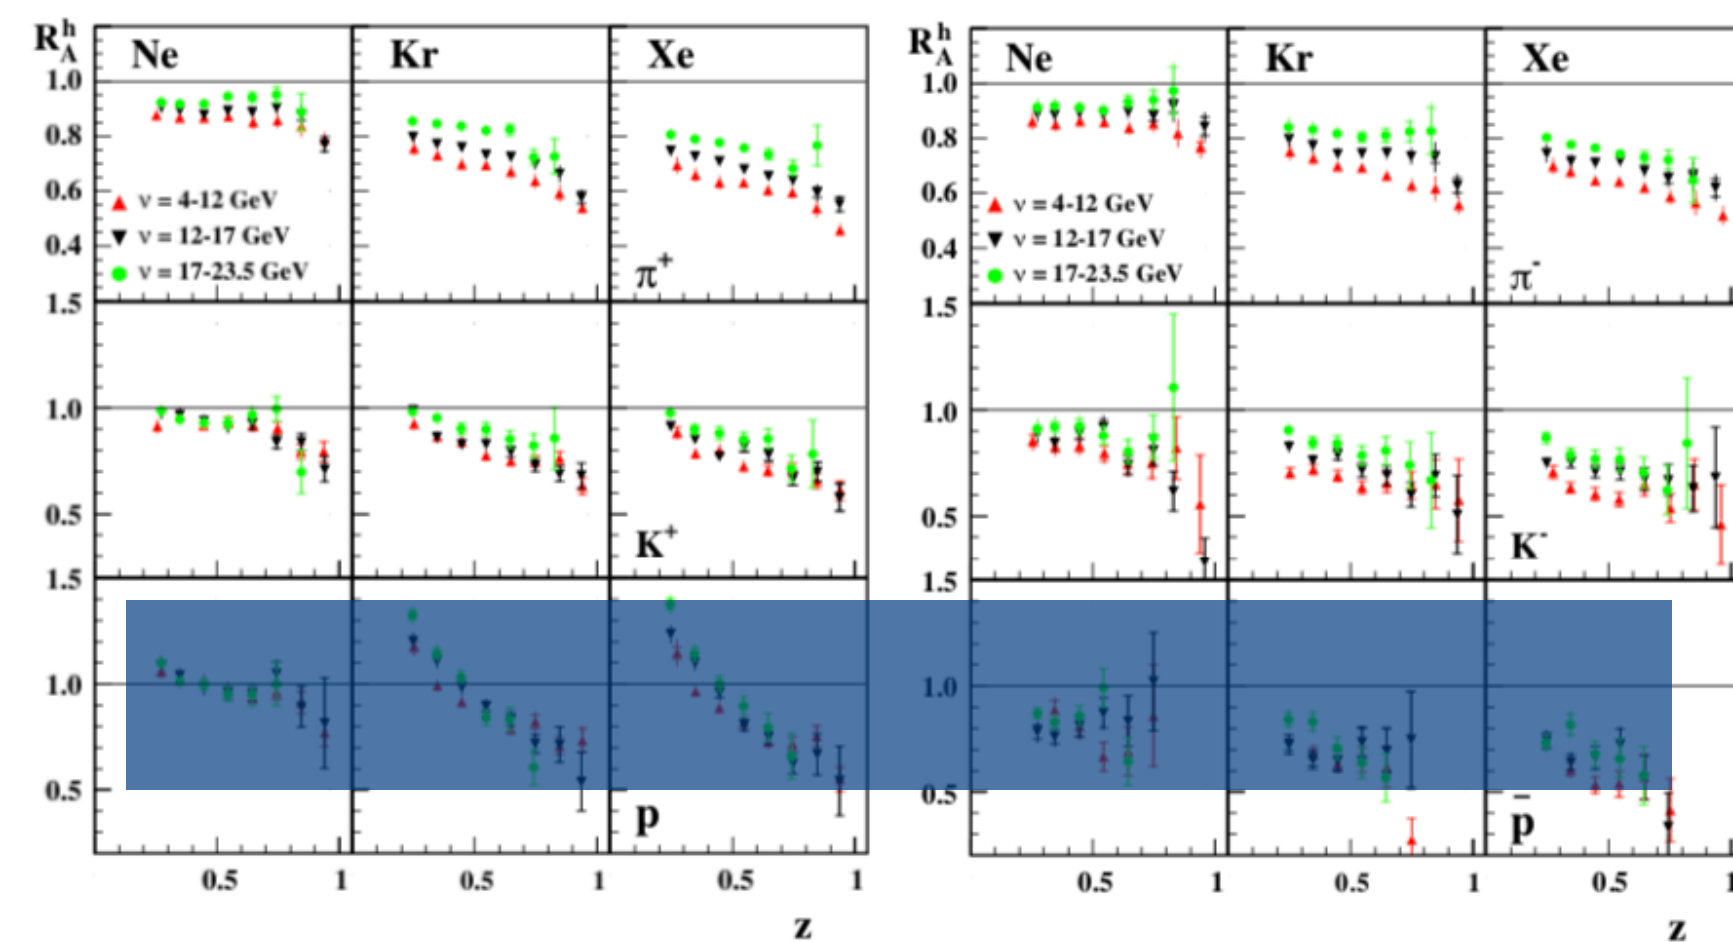 R_A^h Ne Kr Xe
1.0
0.8
0.6
0.4
ν = 4-12 GeV
ν = 12-17 GeV
ν = 17-23.5 GeV
π⁺
1.5
1.0
0.5
K⁺
1.5
1.0
0.5
p
0.5 1 0.5 1 0.5 1
z
R_A^h Ne Kr Xe
1.0
0.8
0.6
0.4
ν = 4-12 GeV
ν = 12-17 GeV
ν = 17-23.5 GeV
π⁻
1.5
1.0
0.5
K⁻
1.5
1.0
0.5
p̄
0.5 1 0.5 1 0.5 1
z